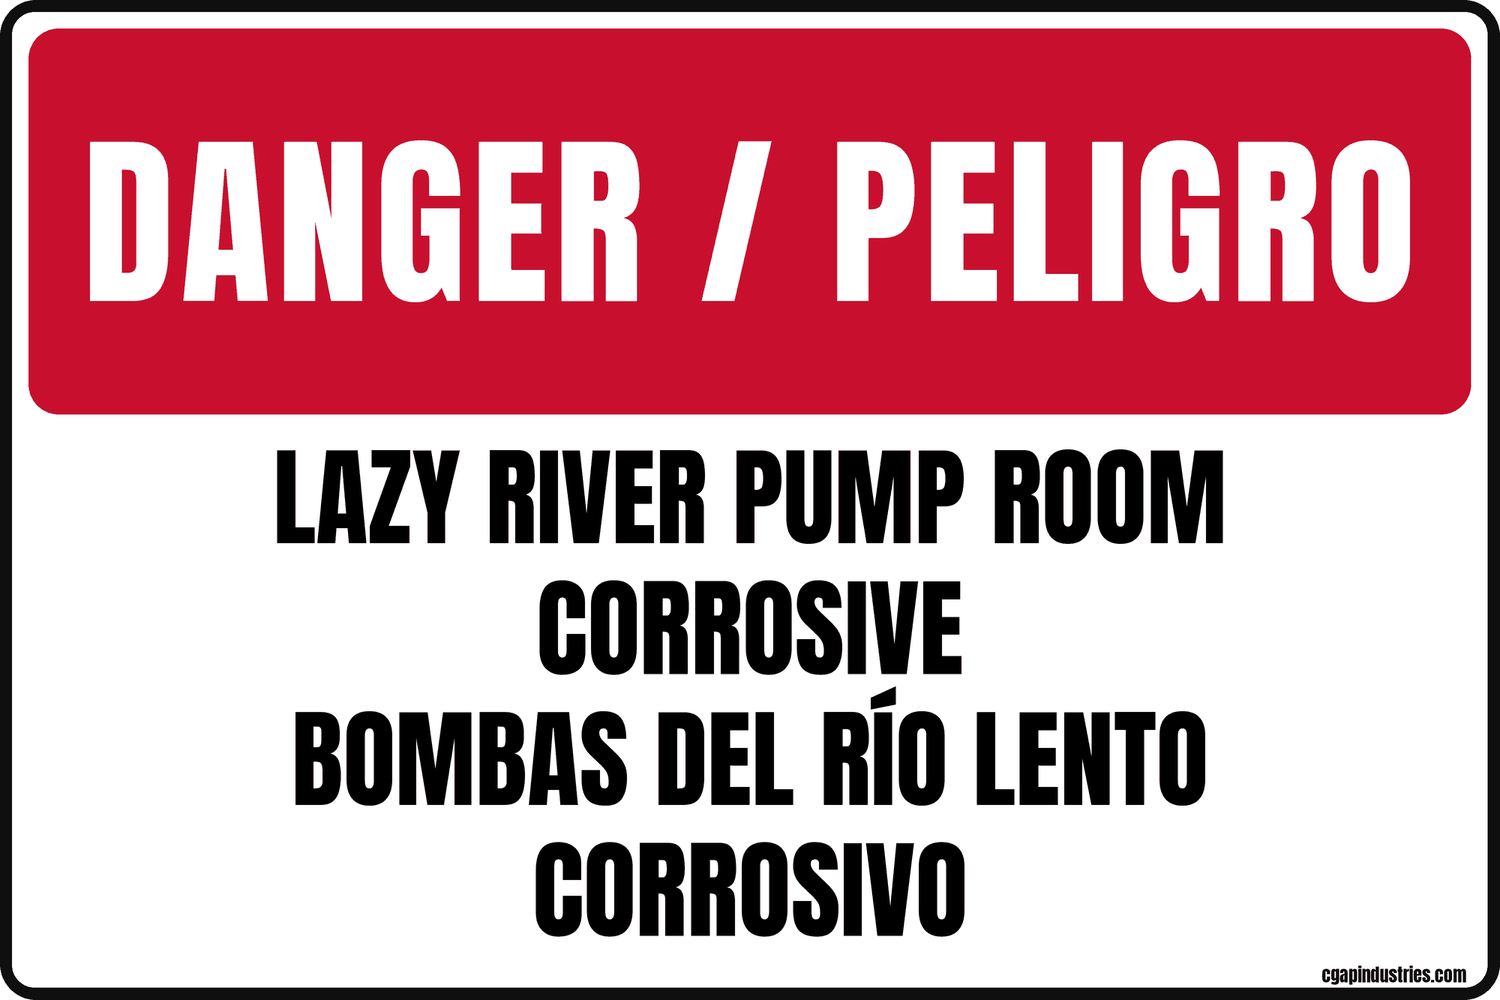 DANGER / PELIGRO
LAZY RIVER PUMP ROOM
CORROSIVE
BOMBAS DEL RÍO LENTO
CORROSIVO
cgapindustries.com